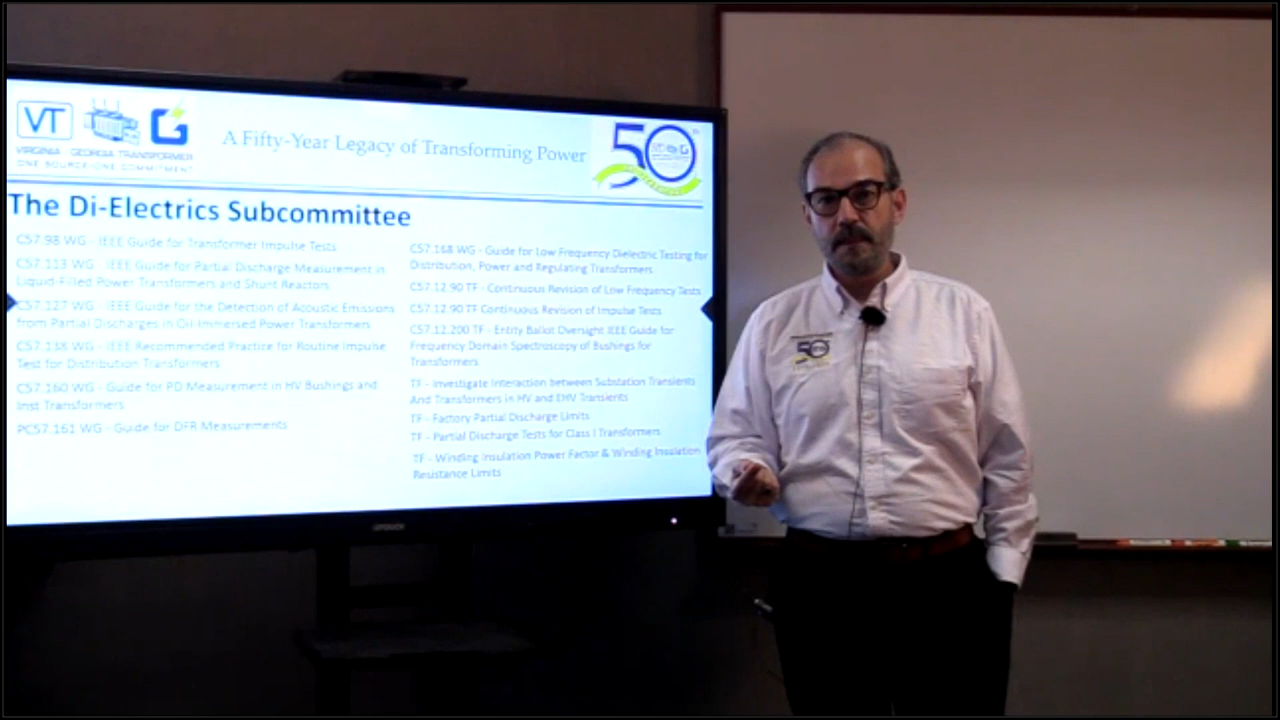 VT
VIRGINIA - GEORGIA TRANSFORMER
ONE SOURCE-ONE COMMITMENT
A Fifty-Year Legacy of Transforming Power
50
The Di-Electrics Subcommittee
C57.98 WG - IEEE Guide for Transformer Impulse Tests
C57.113 WG - IEEE Guide for Partial Discharge Measurement in
Liquid-Filled Power Transformers and Shunt Reactors
C57.127 WG - IEEE Guide for the Detection of Acoustic Emissions
from Partial Discharges in Oil-Immersed Power Transformers
C57.138 WG - IEEE Recommended Practice for Routine Impulse
Test for Distribution Transformers
C57.160 WG - Guide for PD Measurement in HV Bushings and
Inst Transformers
PC57.161 WG - Guide for DFR Measurements
C57.168 WG - Guide for Low Frequency Dielectric Testing for
Distribution, Power and Regulating Transformers
C57.12.90 TF - Continuous Revision of Low Frequency Tests
C57.12.90 TF Continuous Revision of Impulse Tests
C57.12.200 TF - Entity Ballot Oversight IEEE Guide for
Frequency Domain Spectroscopy of Bushings for
Transformers
TF - Investigate Interaction between Substation Transients
And Transformers in HV and EHV Transients
TF - Factory Partial Discharge Limits
TF - Partial Discharge Tests for Class I Transformers
TF - Winding Insulation Power Factor & Winding Insulation
Resistance Limits
50